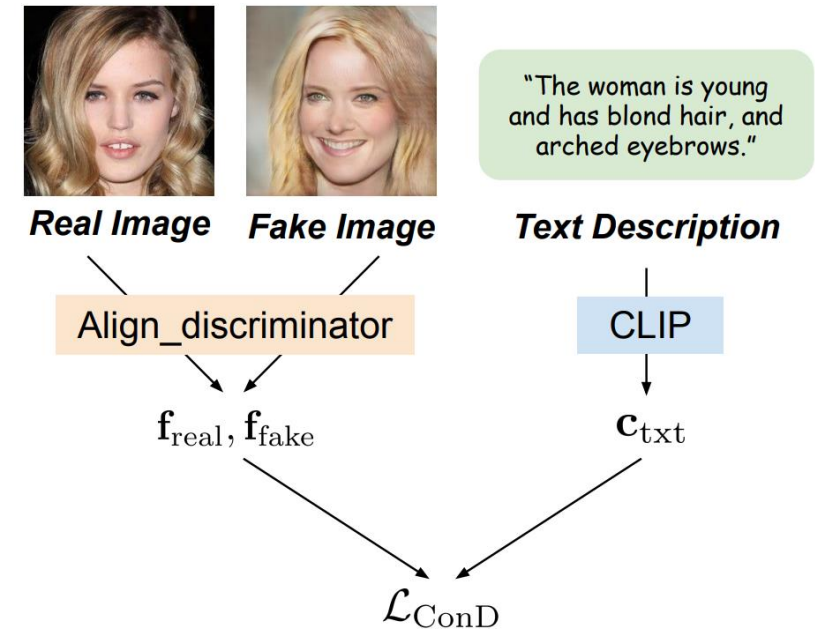 “The woman is young
and has blond hair, and
arched eyebrows.”
Real Image Fake Image Text Description
Align_discriminator CLIP
f_real, f_fake c_txt
ℒ_ConD